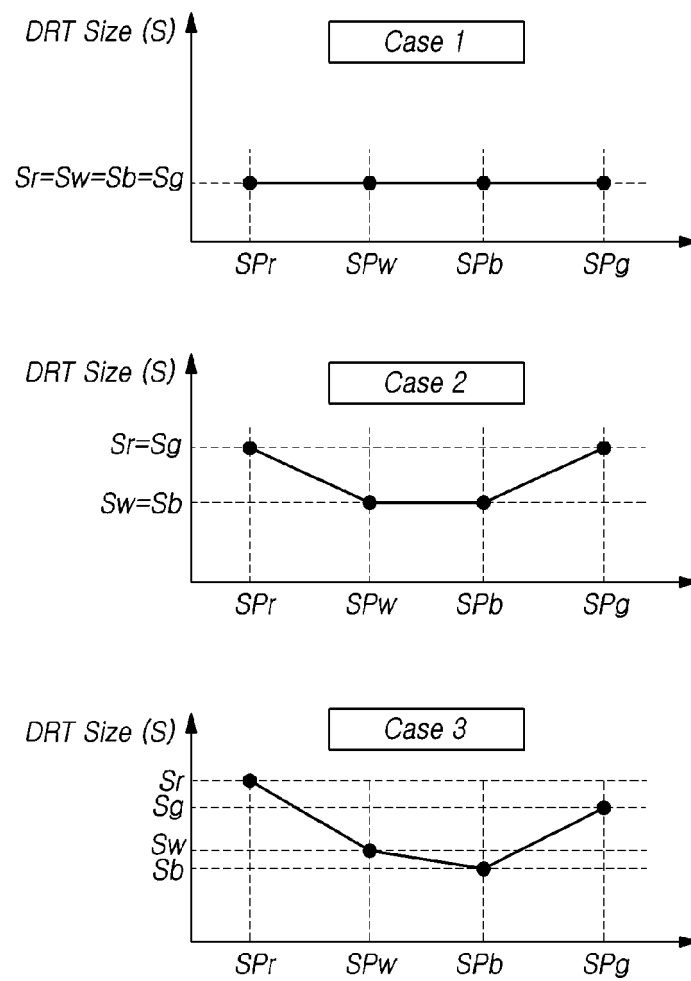 DRT Size (S)
Case 1
Sr=Sw=Sb=Sg
SPr SPw SPb SPg
DRT Size (S)
Case 2
Sr=Sg
Sw=Sb
SPr SPw SPb SPg
DRT Size (S)
Case 3
Sr
Sg
Sw
Sb
SPr SPw SPb SPg